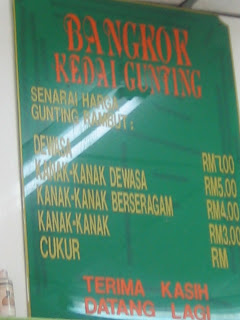 BANGKOK
KEDAI GUNTING
SENARAI HARGA
GUNTING RAMBUT :
DEWASA RM7.00
KANAK-KANAK DEWASA RM5.00
KANAK-KANAK BERSERAGAM RM4.00
KANAK-KANAK RM3.00
CUKUR RM
TERIMA KASIH
DATANG LAGI